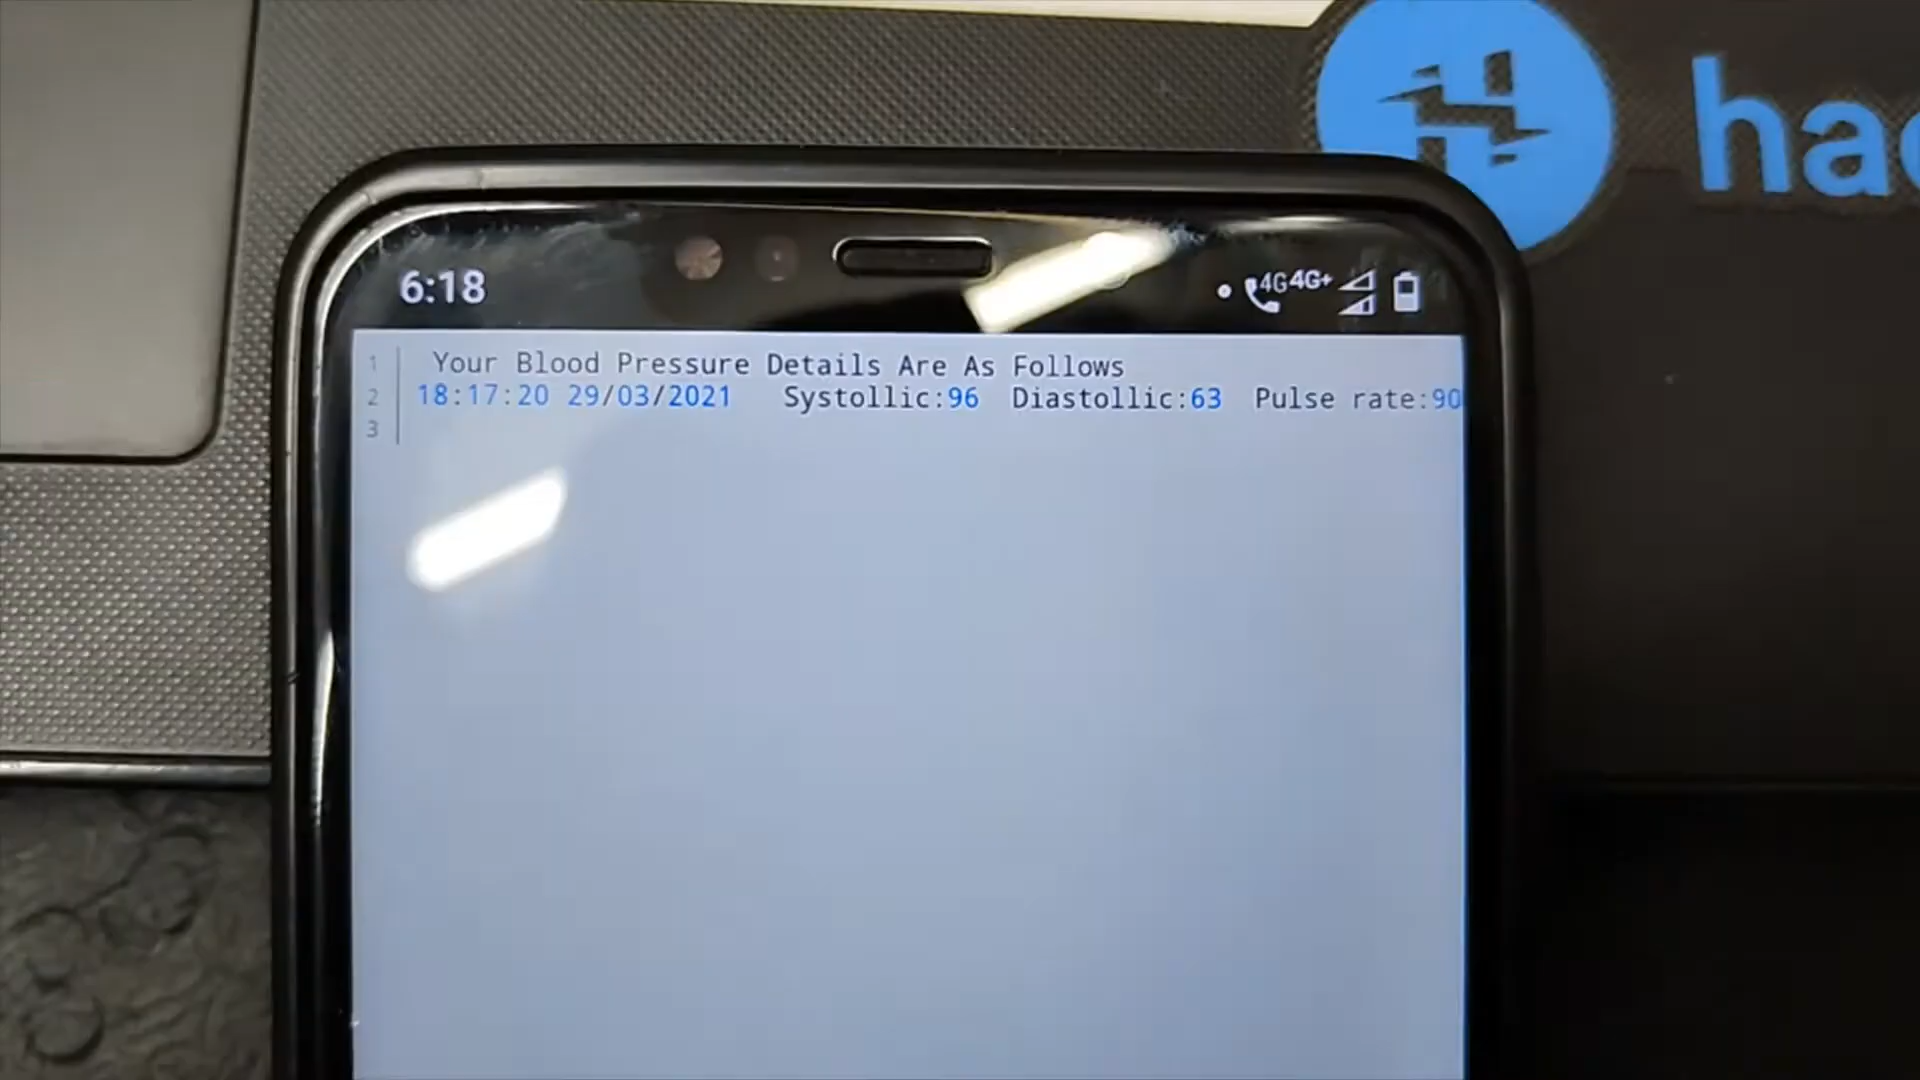 hac
6:18
4G 4G+
1 Your Blood Pressure Details Are As Follows
2 18:17:20 29/03/2021 Systollic:96 Diastollic:63 Pulse rate:90
3